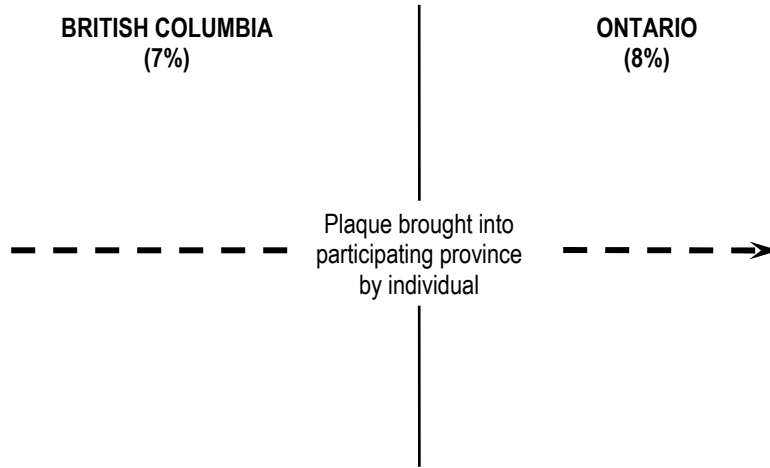 BRITISH COLUMBIA
(7%)
ONTARIO
(8%)
Plaque brought into
participating province
by individual